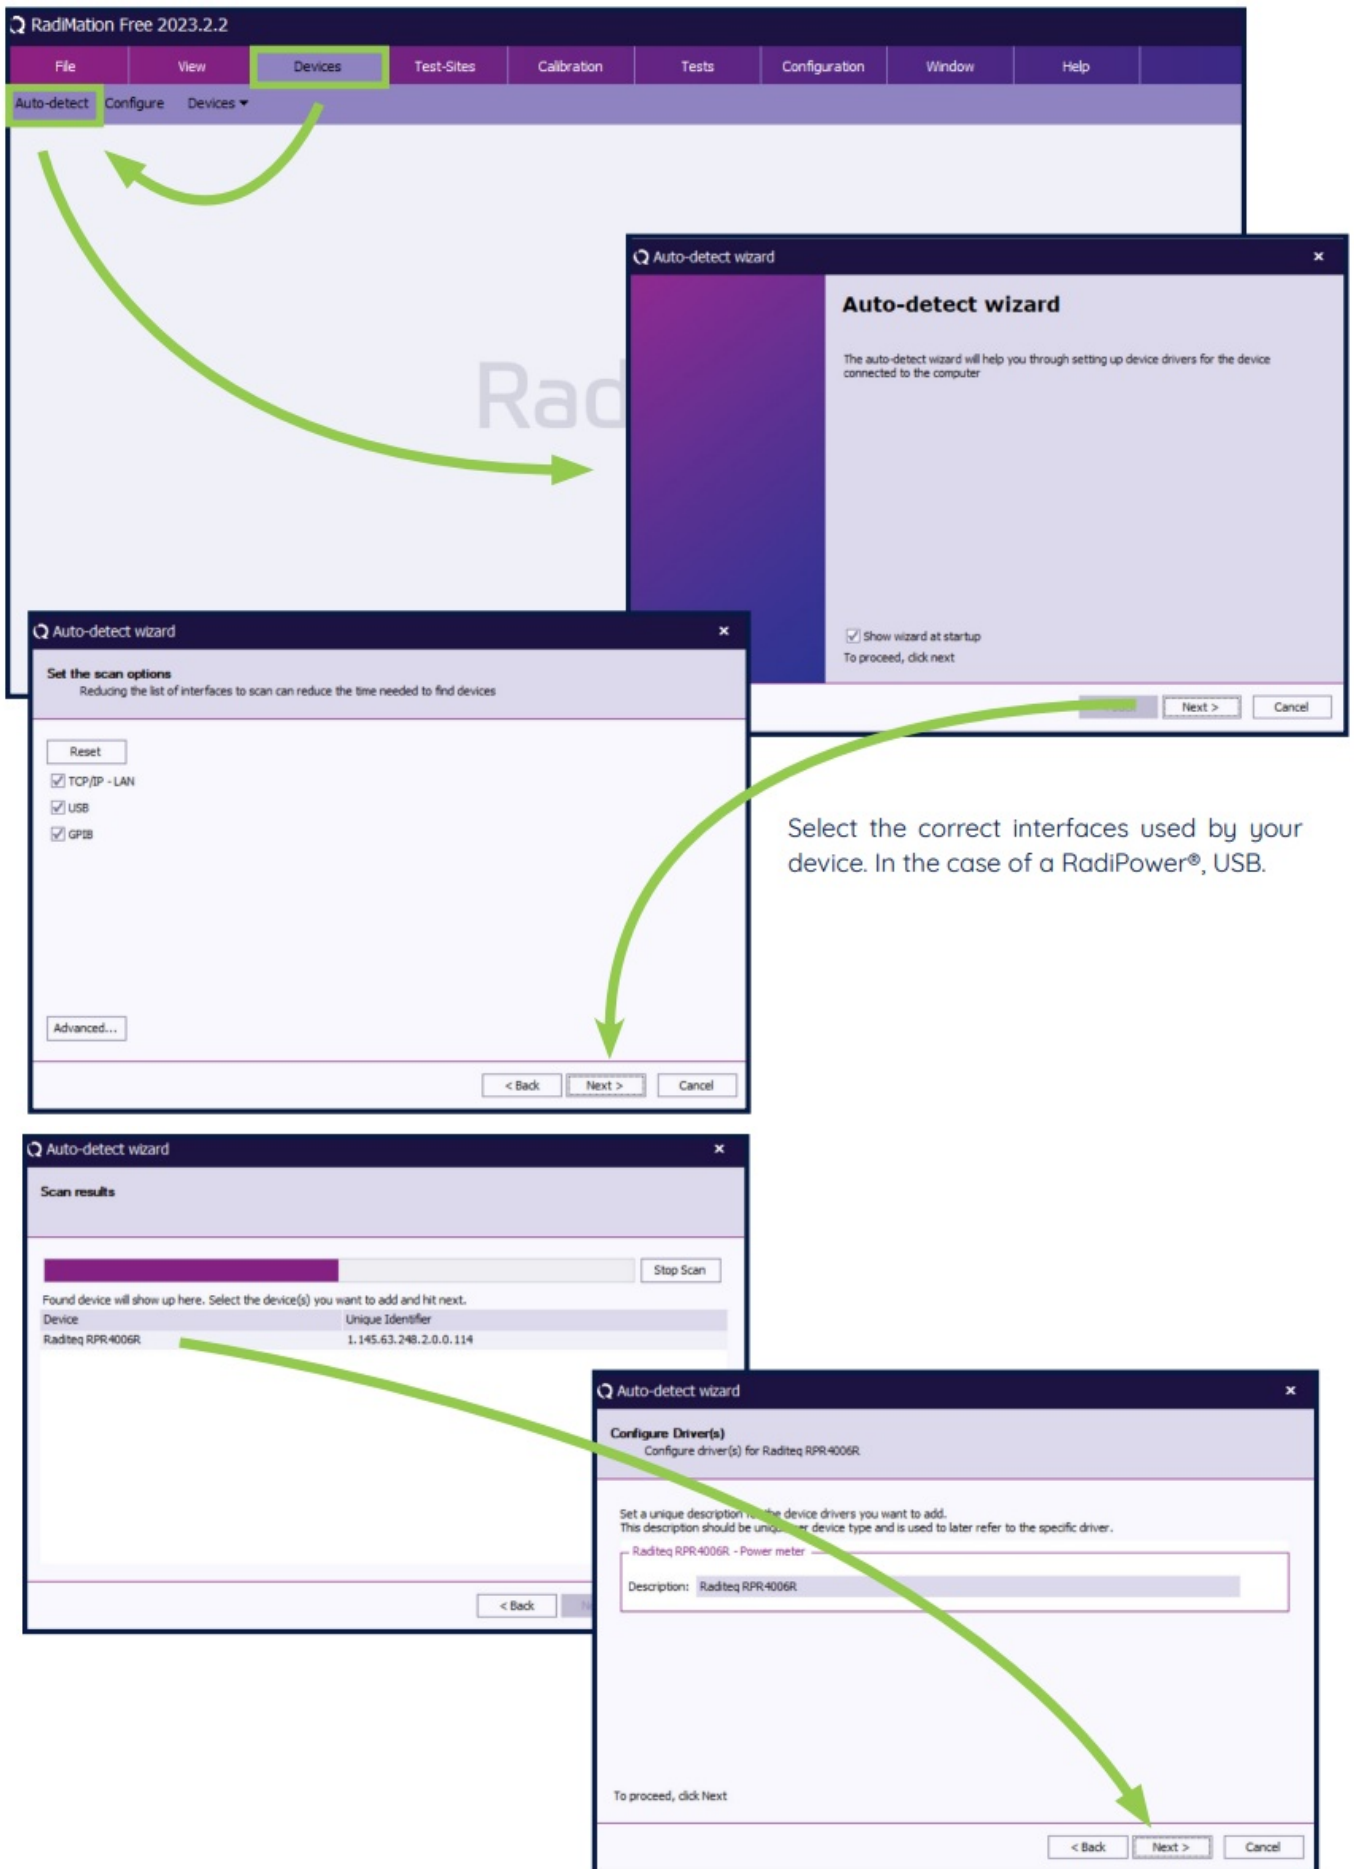 RadiMation Free 2023.2.2
File View Devices Test-Sites Calibration Tests Configuration Window Help
Auto-detect Configure Devices
Rad
Auto-detect wizard
Auto-detect wizard
The auto-detect wizard will help you through setting up device drivers for the device
connected to the computer
Show wizard at startup
To proceed, click next
Next > Cancel
Auto-detect wizard
Set the scan options
Reducing the list of interfaces to scan can reduce the time needed to find devices
Reset
TCP/IP - LAN
USB
GPIB
Advanced...
< Back Next > Cancel
Select the correct interfaces used by your
device. In the case of a RadiPower®, USB.
Auto-detect wizard
Scan results
Stop Scan
Found device will show up here. Select the device(s) you want to add and hit next.
Device Unique Identifier
Raditeq RPR4006R 1.145.63.248.2.0.0.114
< Back
Auto-detect wizard
Configure Driver(s)
Configure driver(s) for Raditeq RPR4006R
Set a unique description the device drivers you want to add.
This description should be device type and is used to later refer to the specific driver.
Raditeq RPR4006R - Power meter
Description: Raditeq RPR4006R
To proceed, click Next
< Back Next > Cancel